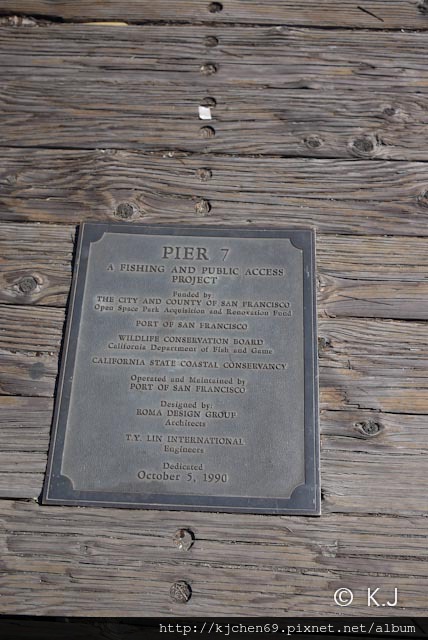 PIER 7
A FISHING AND PUBLIC ACCESS
PROJECT
Funded by:
THE CITY AND COUNTY OF SAN FRANCISCO
Open Space Park Acquisition and Renovation Fund
PORT OF SAN FRANCISCO
WILDLIFE CONSERVATION BOARD
California Department of Fish and Game
CALIFORNIA STATE COASTAL CONSERVANCY
Operated and Maintained by
PORT OF SAN FRANCISCO
Designed by:
ROMA DESIGN GROUP
Architects
T.Y. LIN INTERNATIONAL
Engineers
Dedicated
October 5, 1990
© K.J
http://kjchen69.pixnet.net/album